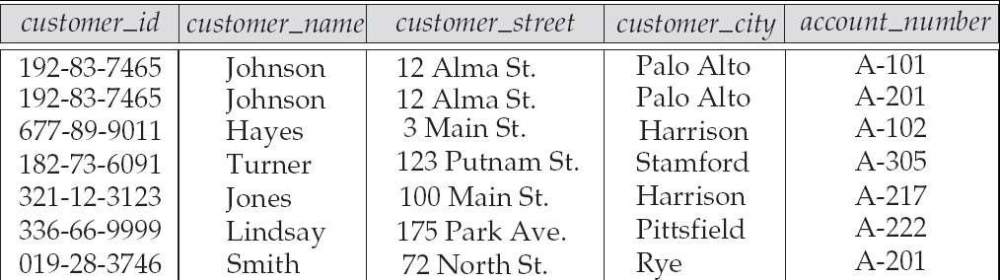 customer_id customer_name customer_street customer_city account_number
192-83-7465 Johnson 12 Alma St. Palo Alto A-101
192-83-7465 Johnson 12 Alma St. Palo Alto A-201
677-89-9011 Hayes 3 Main St. Harrison A-102
182-73-6091 Turner 123 Putnam St. Stamford A-305
321-12-3123 Jones 100 Main St. Harrison A-217
336-66-9999 Lindsay 175 Park Ave. Pittsfield A-222
019-28-3746 Smith 72 North St. Rye A-201